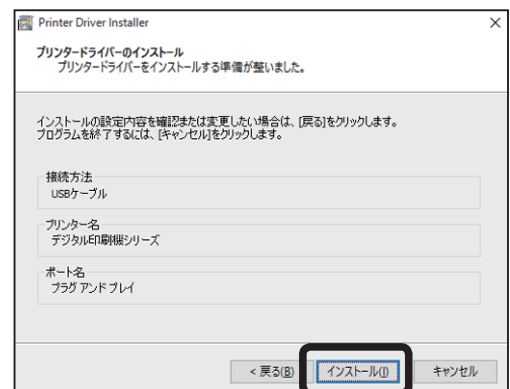 Printer Driver Installer
プリンタードライバーのインストール
プリンタードライバーをインストールする準備が整いました。
インストールの設定内容を確認または変更したい場合は、[戻る]をクリックします。
プログラムを終了するには、[キャンセル]をクリックします。
接続方法
USBケーブル
プリンター名
デジタル印刷機シリーズ
ポート名
プラグ アンド プレイ
< 戻る(B) インストール(I) キャンセル